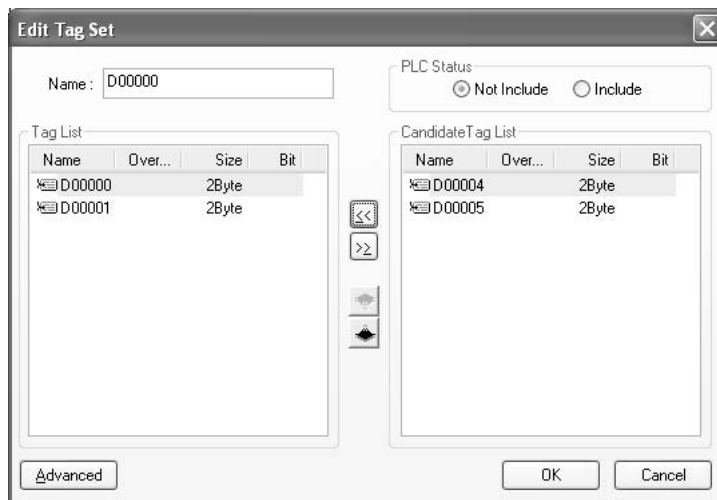 Edit Tag Set
Name : D00000
PLC Status
Not Include Include
Tag List
Name Over... Size Bit
D00000 2Byte
D00001 2Byte
<<
>>
CandidateTag List
Name Over... Size Bit
D00004 2Byte
D00005 2Byte
Advanced
OK
Cancel